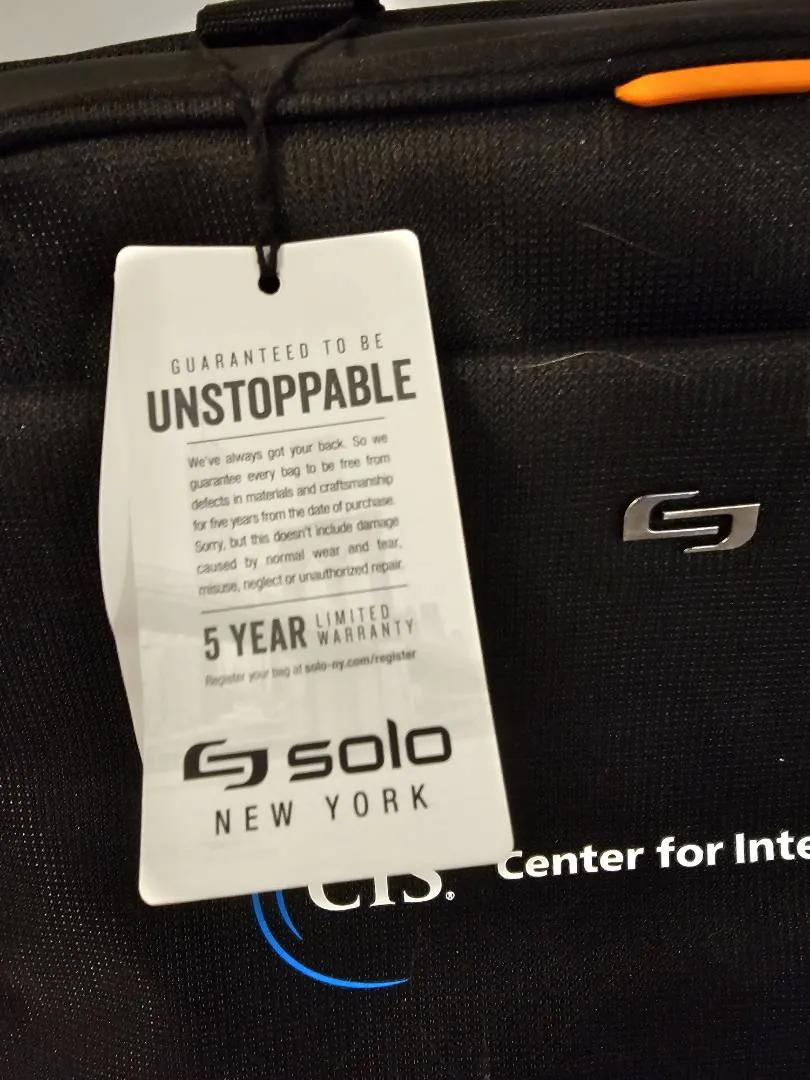 GUARANTEED TO BE
UNSTOPPABLE
We've always got your back. So we
guarantee every bag to be free from
defects in materials and craftsmanship
for five years from the date of purchase.
Sorry, but this doesn't include damage
caused by normal wear and tear,
misuse, neglect or unauthorized repair.
5 YEAR LIMITED
WARRANTY
Register your bag at solo-ny.com/register
solo
NEW YORK
CIS®
Center for Inte